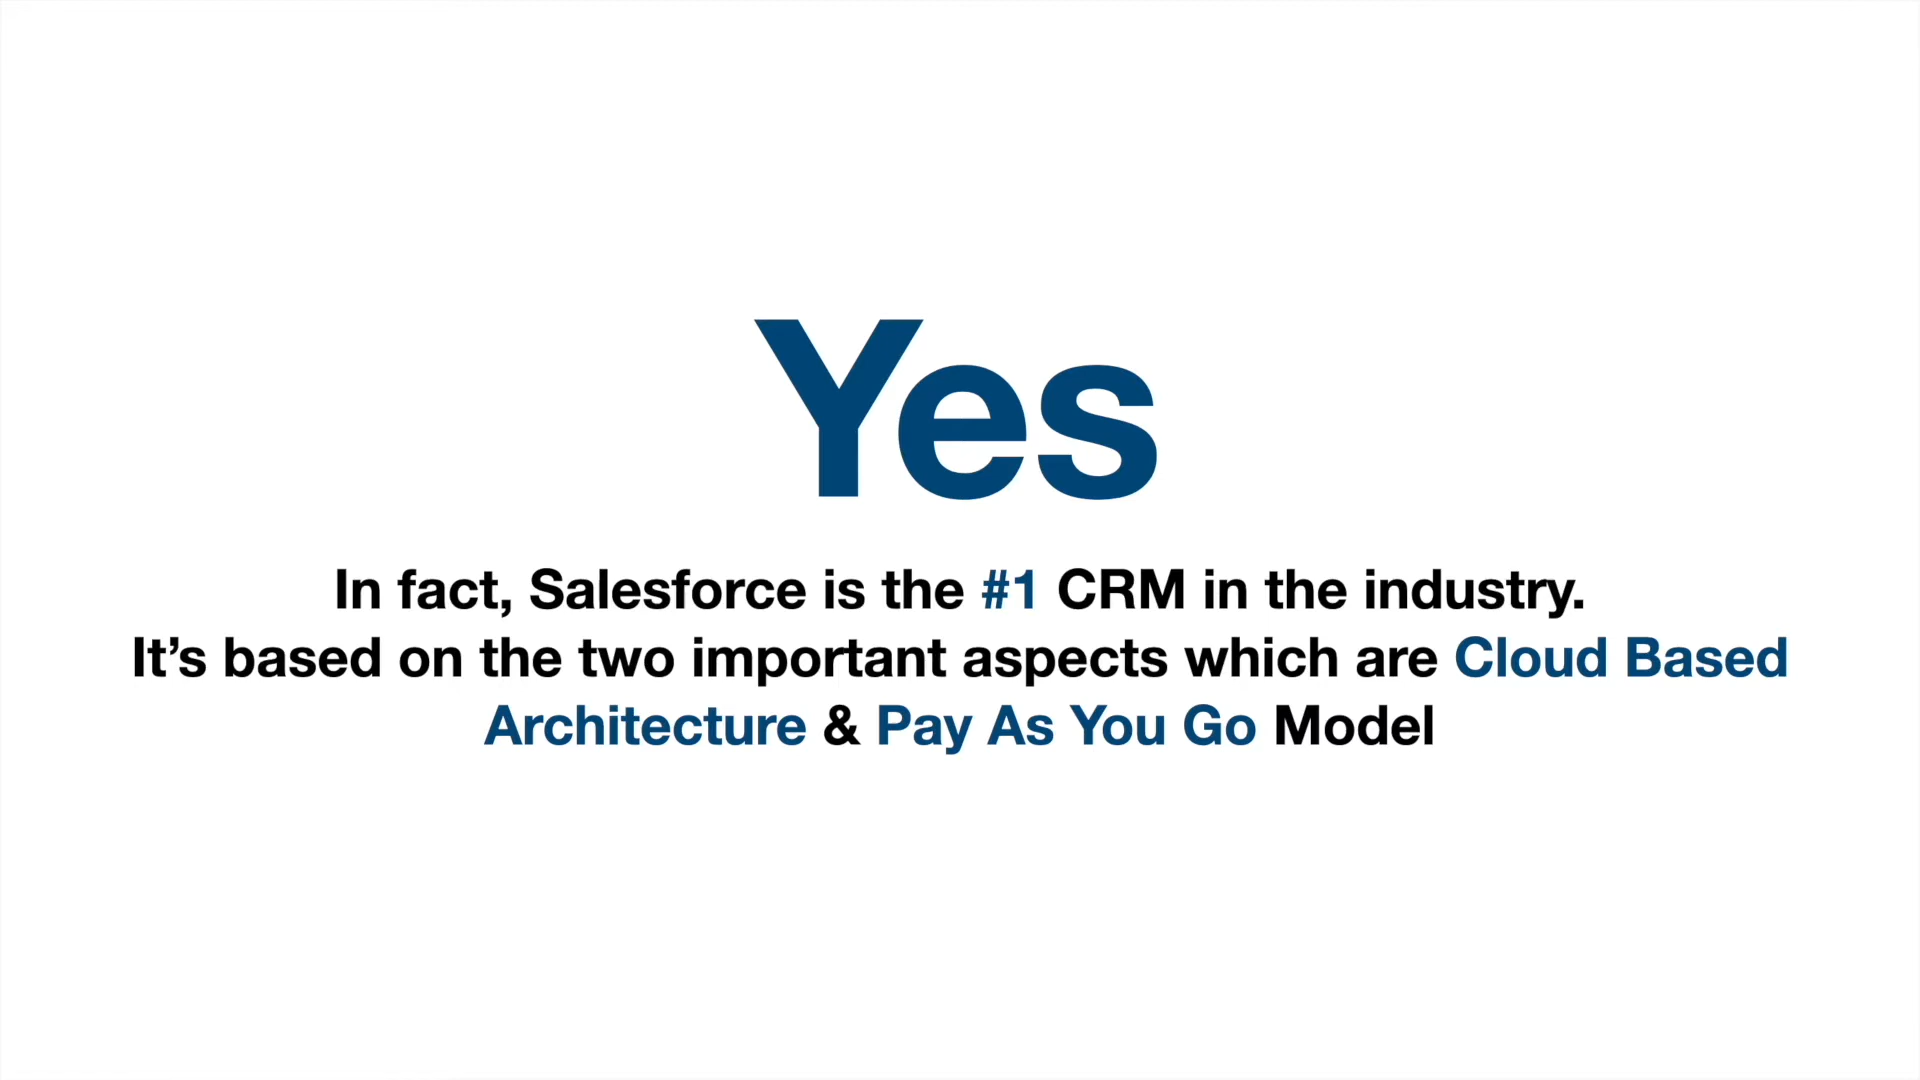 Yes
In fact, Salesforce is the #1 CRM in the industry.
It’s based on the two important aspects which are Cloud Based
Architecture & Pay As You Go Model